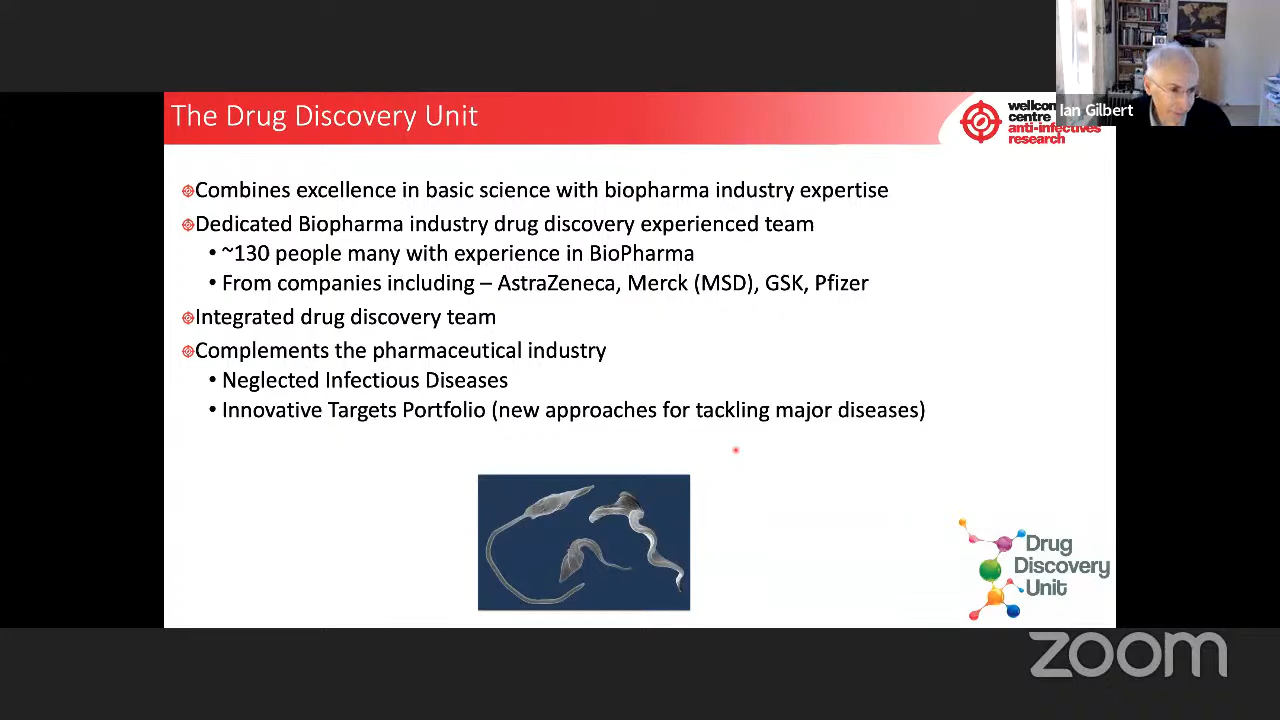 The Drug Discovery Unit
centre
anti-infectives
research
Ian Gilbert
Combines excellence in basic science with biopharma industry expertise
Dedicated Biopharma industry drug discovery experienced team
• ~130 people many with experience in BioPharma
• From companies including – AstraZeneca, Merck (MSD), GSK, Pfizer
Integrated drug discovery team
Complements the pharmaceutical industry
• Neglected Infectious Diseases
• Innovative Targets Portfolio (new approaches for tackling major diseases)
Drug
Discovery
Unit
zoom